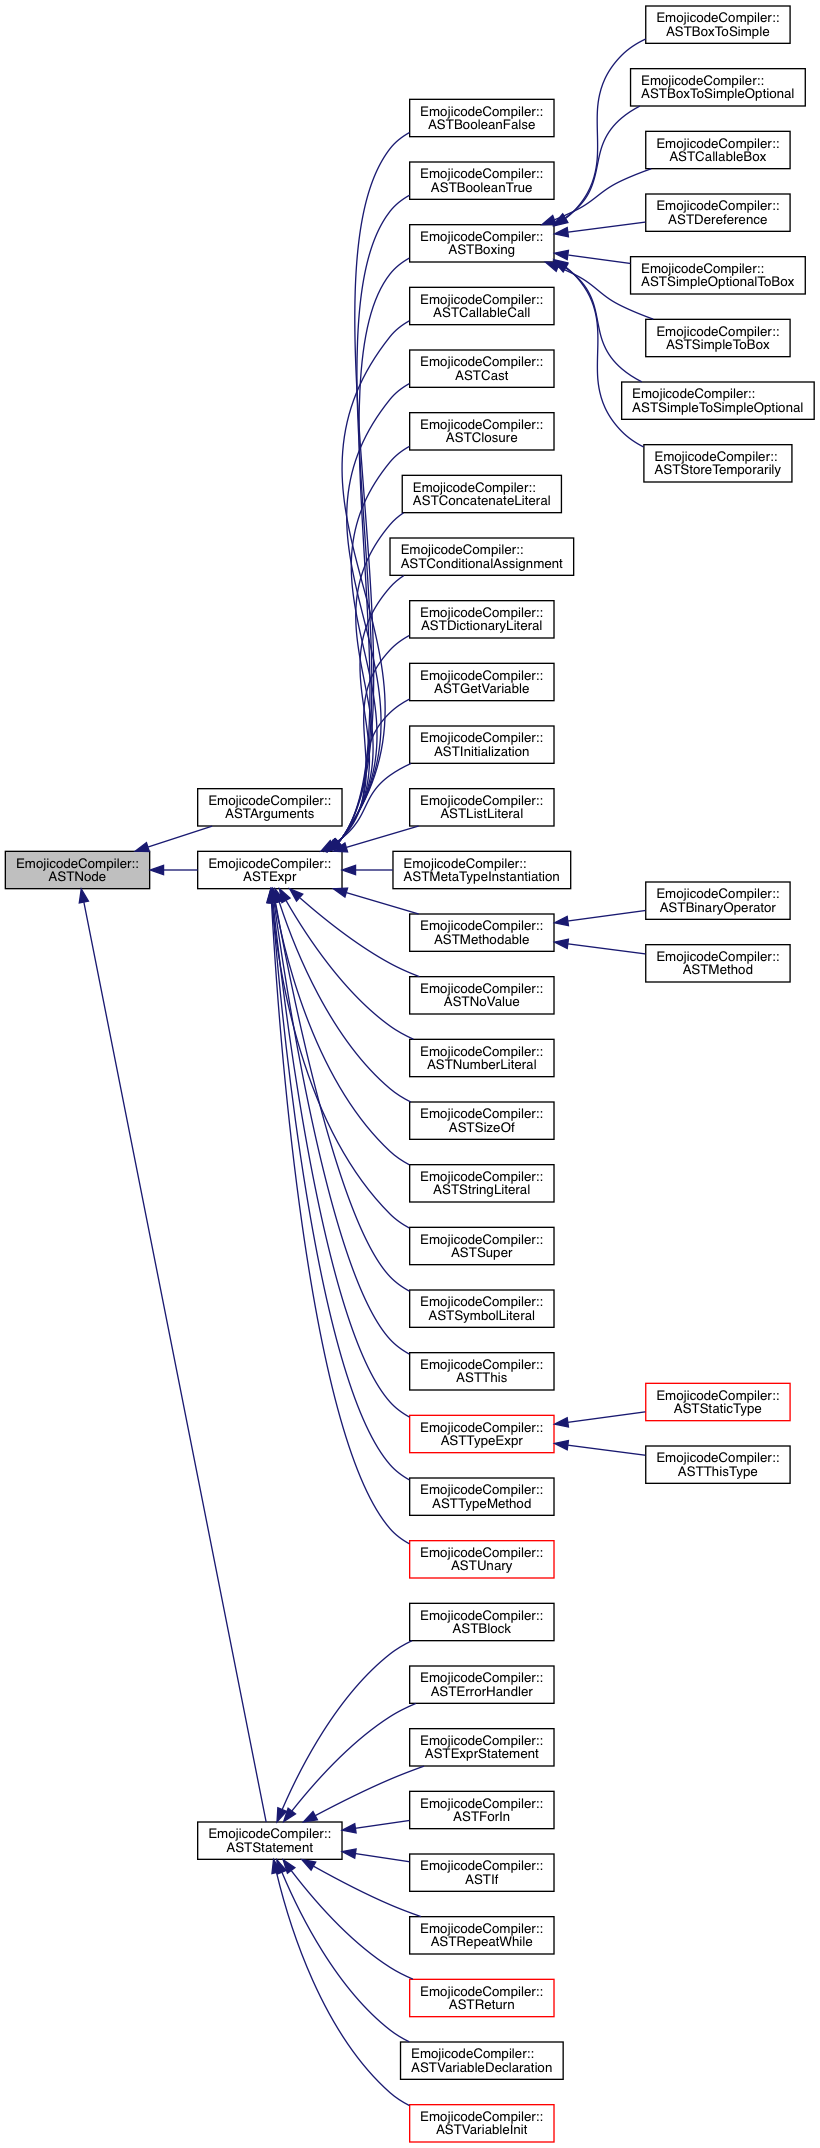 EmojicodeCompiler::
ASTNode
EmojicodeCompiler::
ASTArguments
EmojicodeCompiler::
ASTExpr
EmojicodeCompiler::
ASTStatement
EmojicodeCompiler::
ASTBooleanFalse
EmojicodeCompiler::
ASTBooleanTrue
EmojicodeCompiler::
ASTBoxing
EmojicodeCompiler::
ASTCallableCall
EmojicodeCompiler::
ASTCast
EmojicodeCompiler::
ASTClosure
EmojicodeCompiler::
ASTConcatenateLiteral
EmojicodeCompiler::
ASTConditionalAssignment
EmojicodeCompiler::
ASTDictionaryLiteral
EmojicodeCompiler::
ASTGetVariable
EmojicodeCompiler::
ASTInitialization
EmojicodeCompiler::
ASTListLiteral
EmojicodeCompiler::
ASTMetaTypeInstantiation
EmojicodeCompiler::
ASTMethodable
EmojicodeCompiler::
ASTNoValue
EmojicodeCompiler::
ASTNumberLiteral
EmojicodeCompiler::
ASTSizeOf
EmojicodeCompiler::
ASTStringLiteral
EmojicodeCompiler::
ASTSuper
EmojicodeCompiler::
ASTSymbolLiteral
EmojicodeCompiler::
ASTThis
EmojicodeCompiler::
ASTTypeExpr
EmojicodeCompiler::
ASTTypeMethod
EmojicodeCompiler::
ASTUnary
EmojicodeCompiler::
ASTBlock
EmojicodeCompiler::
ASTErrorHandler
EmojicodeCompiler::
ASTExprStatement
EmojicodeCompiler::
ASTForIn
EmojicodeCompiler::
ASTIf
EmojicodeCompiler::
ASTRepeatWhile
EmojicodeCompiler::
ASTReturn
EmojicodeCompiler::
ASTVariableDeclaration
EmojicodeCompiler::
ASTVariableInit
EmojicodeCompiler::
ASTBoxToSimple
EmojicodeCompiler::
ASTBoxToSimpleOptional
EmojicodeCompiler::
ASTCallableBox
EmojicodeCompiler::
ASTDereference
EmojicodeCompiler::
ASTSimpleOptionalToBox
EmojicodeCompiler::
ASTSimpleToBox
EmojicodeCompiler::
ASTSimpleToSimpleOptional
EmojicodeCompiler::
ASTStoreTemporarily
EmojicodeCompiler::
ASTBinaryOperator
EmojicodeCompiler::
ASTMethod
EmojicodeCompiler::
ASTStaticType
EmojicodeCompiler::
ASTThisType